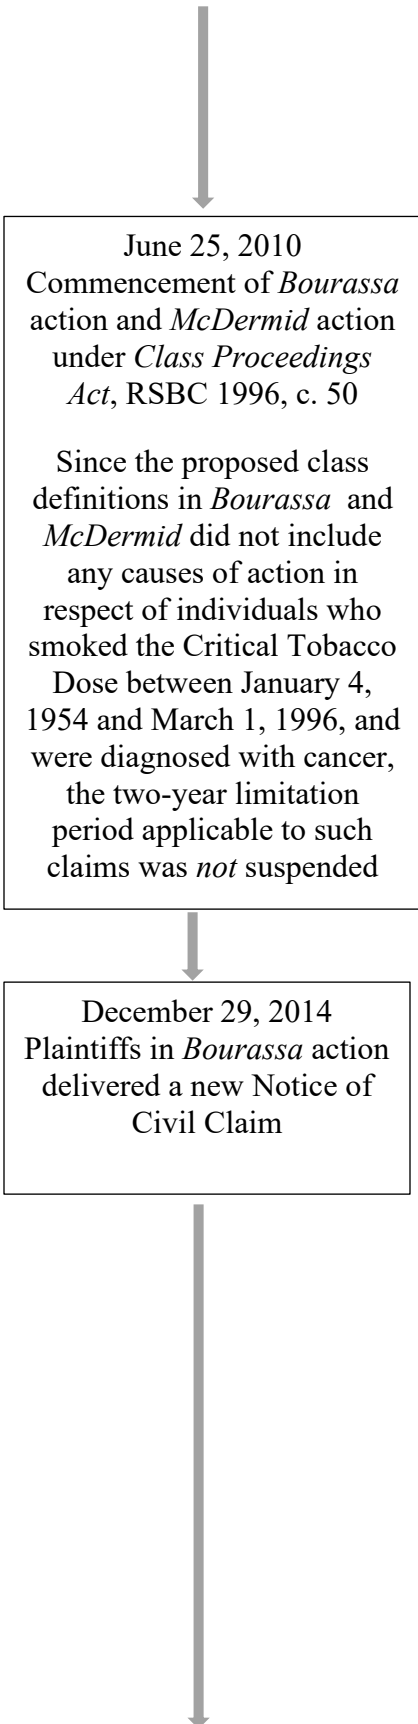 June 25, 2010
Commencement of Bourassa
action and McDermid action
under Class Proceedings
Act, RSBC 1996, c. 50
Since the proposed class
definitions in Bourassa and
McDermid did not include
any causes of action in
respect of individuals who
smoked the Critical Tobacco
Dose between January 4,
1954 and March 1, 1996, and
were diagnosed with cancer,
the two-year limitation
period applicable to such
claims was not suspended
December 29, 2014
Plaintiffs in Bourassa action
delivered a new Notice of
Civil Claim